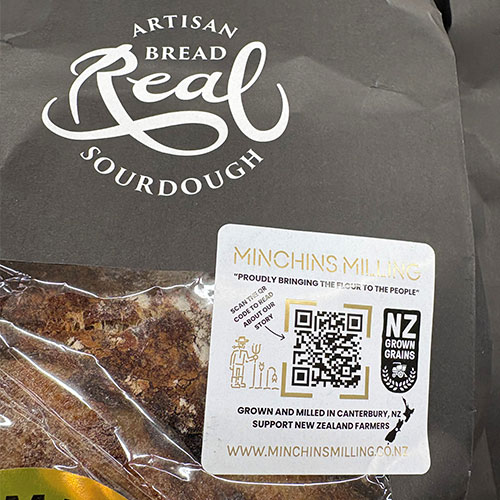 ARTISAN
BREAD
Real
SOURDOUGH
MINCHINS MILLING
"PROUDLY BRINGING THE FLOUR TO THE PEOPLE"
SCAN THE QR
CODE TO READ
ABOUT OUR
STORY
NZ
GROWN
GRAINS
GROWN AND MILLED IN CANTERBURY, NZ
SUPPORT NEW ZEALAND FARMERS
WWW.MINCHINSMILLING.CO.NZ